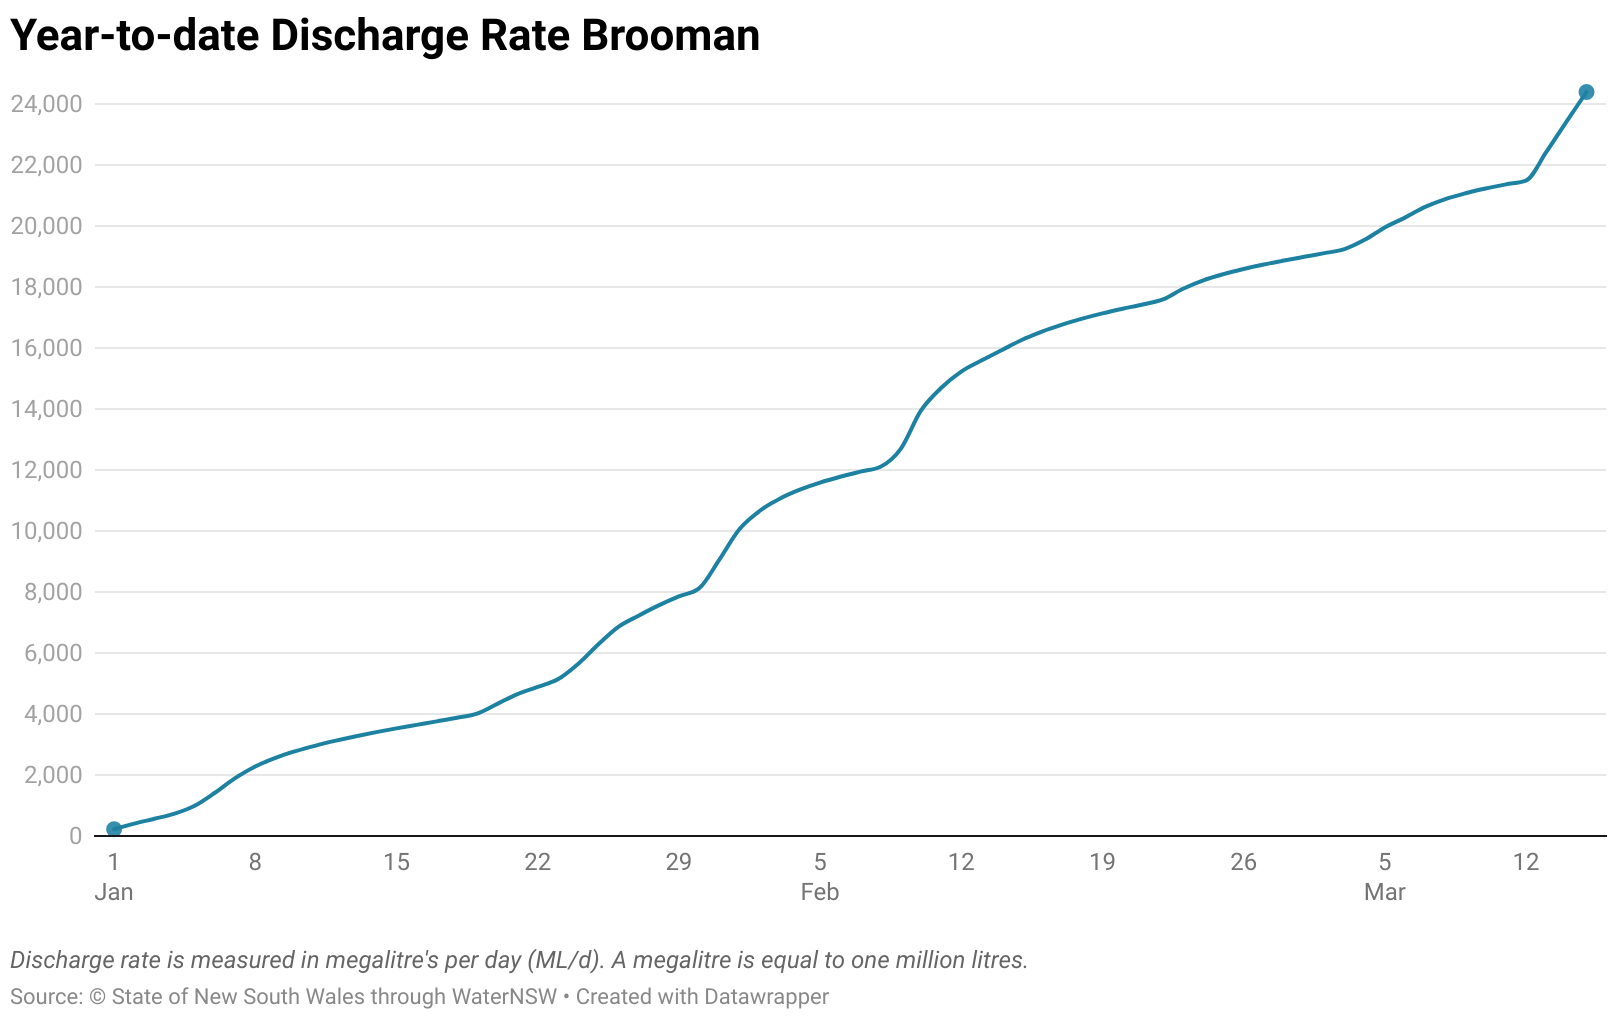 Year-to-date Discharge Rate Brooman
24,000
22,000
20,000
18,000
16,000
14,000
12,000
10,000
8,000
6,000
4,000
2,000
0
1 8 15 22 29 5 12 19 26 5 12
Jan Feb Mar
Discharge rate is measured in megalitre's per day (ML/d). A megalitre is equal to one million litres.
Source: © State of New South Wales through WaterNSW • Created with Datawrapper